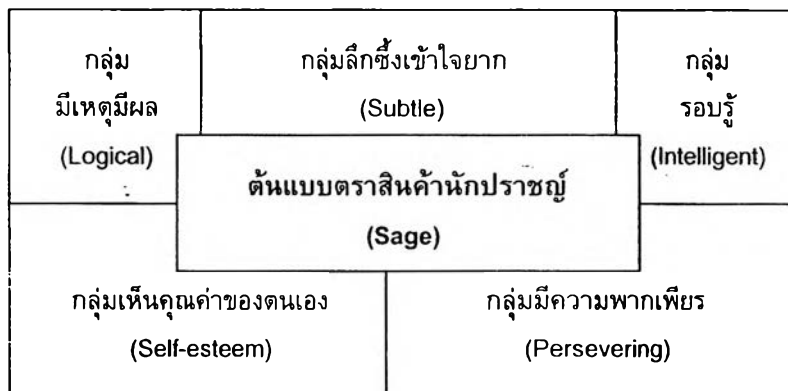 กลุ่ม
มีเหตุมีผล
(Logical)
กลุ่มลึกซึ้งเข้าใจยาก
(Subtle)
กลุ่ม
รอบรู้
(Intelligent)
ต้นแบบตราสินค้านักปราชญ์
(Sage)
กลุ่มเห็นคุณค่าของตนเอง
(Self-esteem)
กลุ่มมีความพากเพียร
(Persevering)